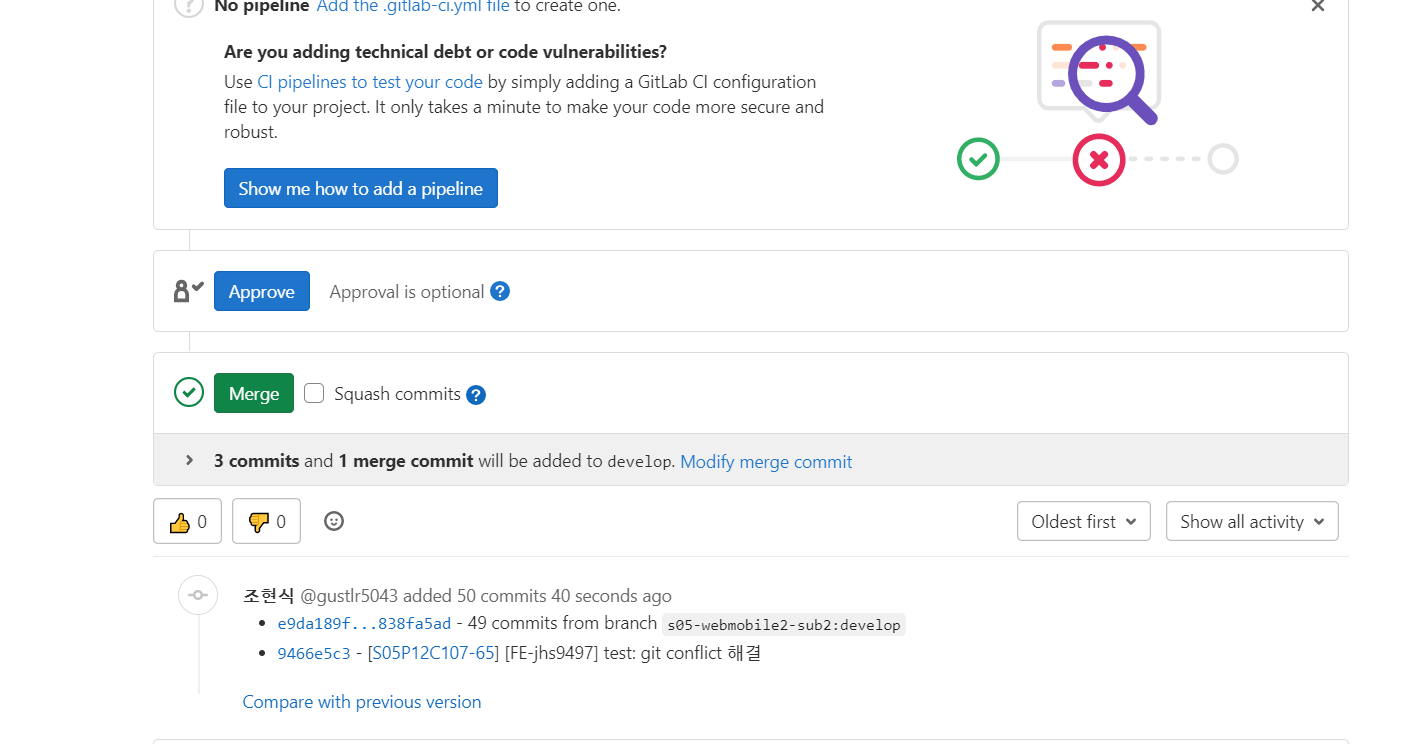 No pipeline Add the .gitlab-ci.yml file to create one.
Are you adding technical debt or code vulnerabilities?
Use CI pipelines to test your code by simply adding a GitLab CI configuration
file to your project. It only takes a minute to make your code more secure and
robust.
Show me how to add a pipeline
Approve Approval is optional ?
Merge Squash commits ?
3 commits and 1 merge commit will be added to develop. Modify merge commit
0 0 Oldest first Show all activity
조현식 @gustlr5043 added 50 commits 40 seconds ago
e9da189f...838fa5ad - 49 commits from branch s05-webmobile2-sub2:develop
9466e5c3 - [S05P12C107-65] [FE-jhs9497] test: git conflict 해결
Compare with previous version